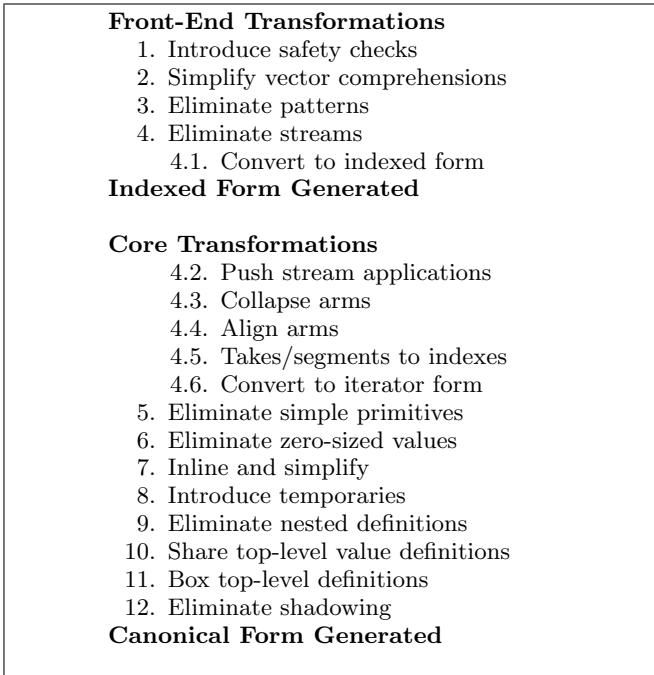 Front-End Transformations
1. Introduce safety checks
2. Simplify vector comprehensions
3. Eliminate patterns
4. Eliminate streams
4.1. Convert to indexed form
Indexed Form Generated
Core Transformations
4.2. Push stream applications
4.3. Collapse arms
4.4. Align arms
4.5. Takes/segments to indexes
4.6. Convert to iterator form
5. Eliminate simple primitives
6. Eliminate zero-sized values
7. Inline and simplify
8. Introduce temporaries
9. Eliminate nested definitions
10. Share top-level value definitions
11. Box top-level definitions
12. Eliminate shadowing
Canonical Form Generated